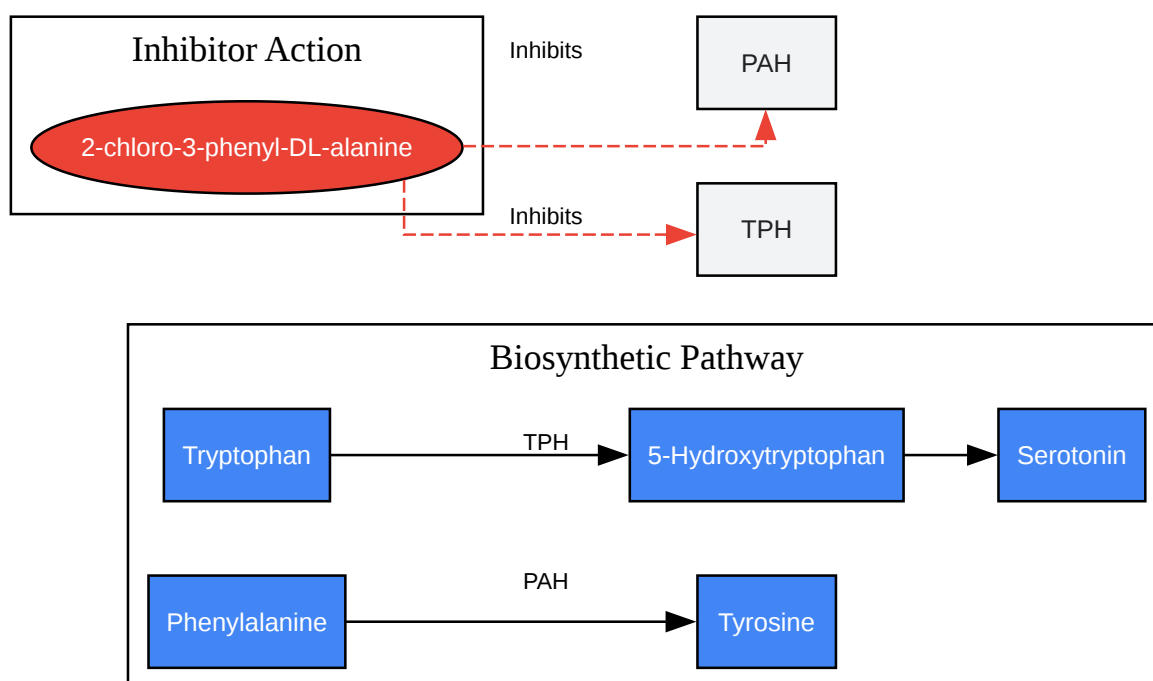 Inhibitor Action
Inhibits
PAH
2-chloro-3-phenyl-DL-alanine
Inhibits
TPH
Biosynthetic Pathway
Tryptophan
TPH
5-Hydroxytryptophan
Serotonin
Phenylalanine
PAH
Tyrosine